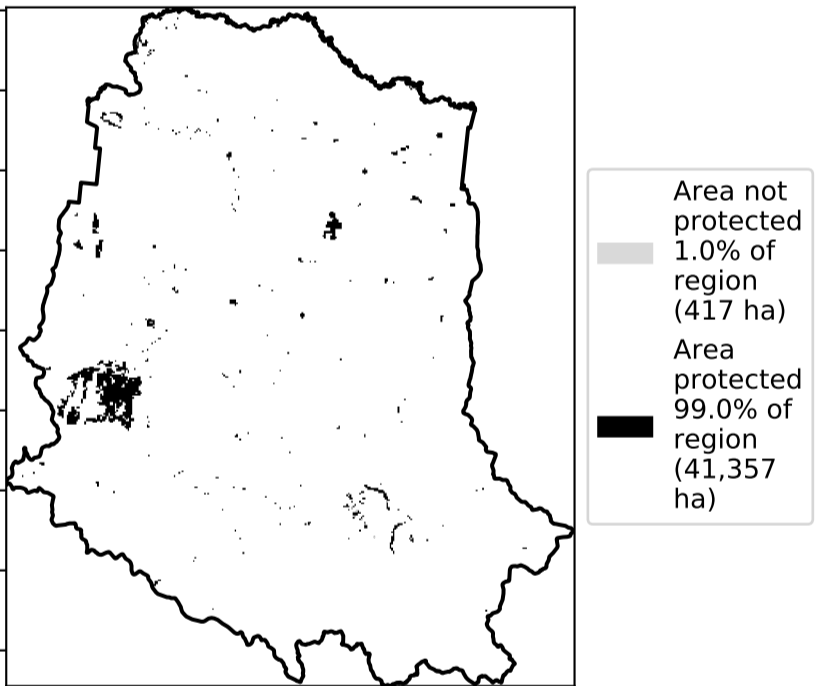 Area not
protected
1.0% of
region
(417 ha)
Area
protected
99.0% of
region
(41,357
ha)